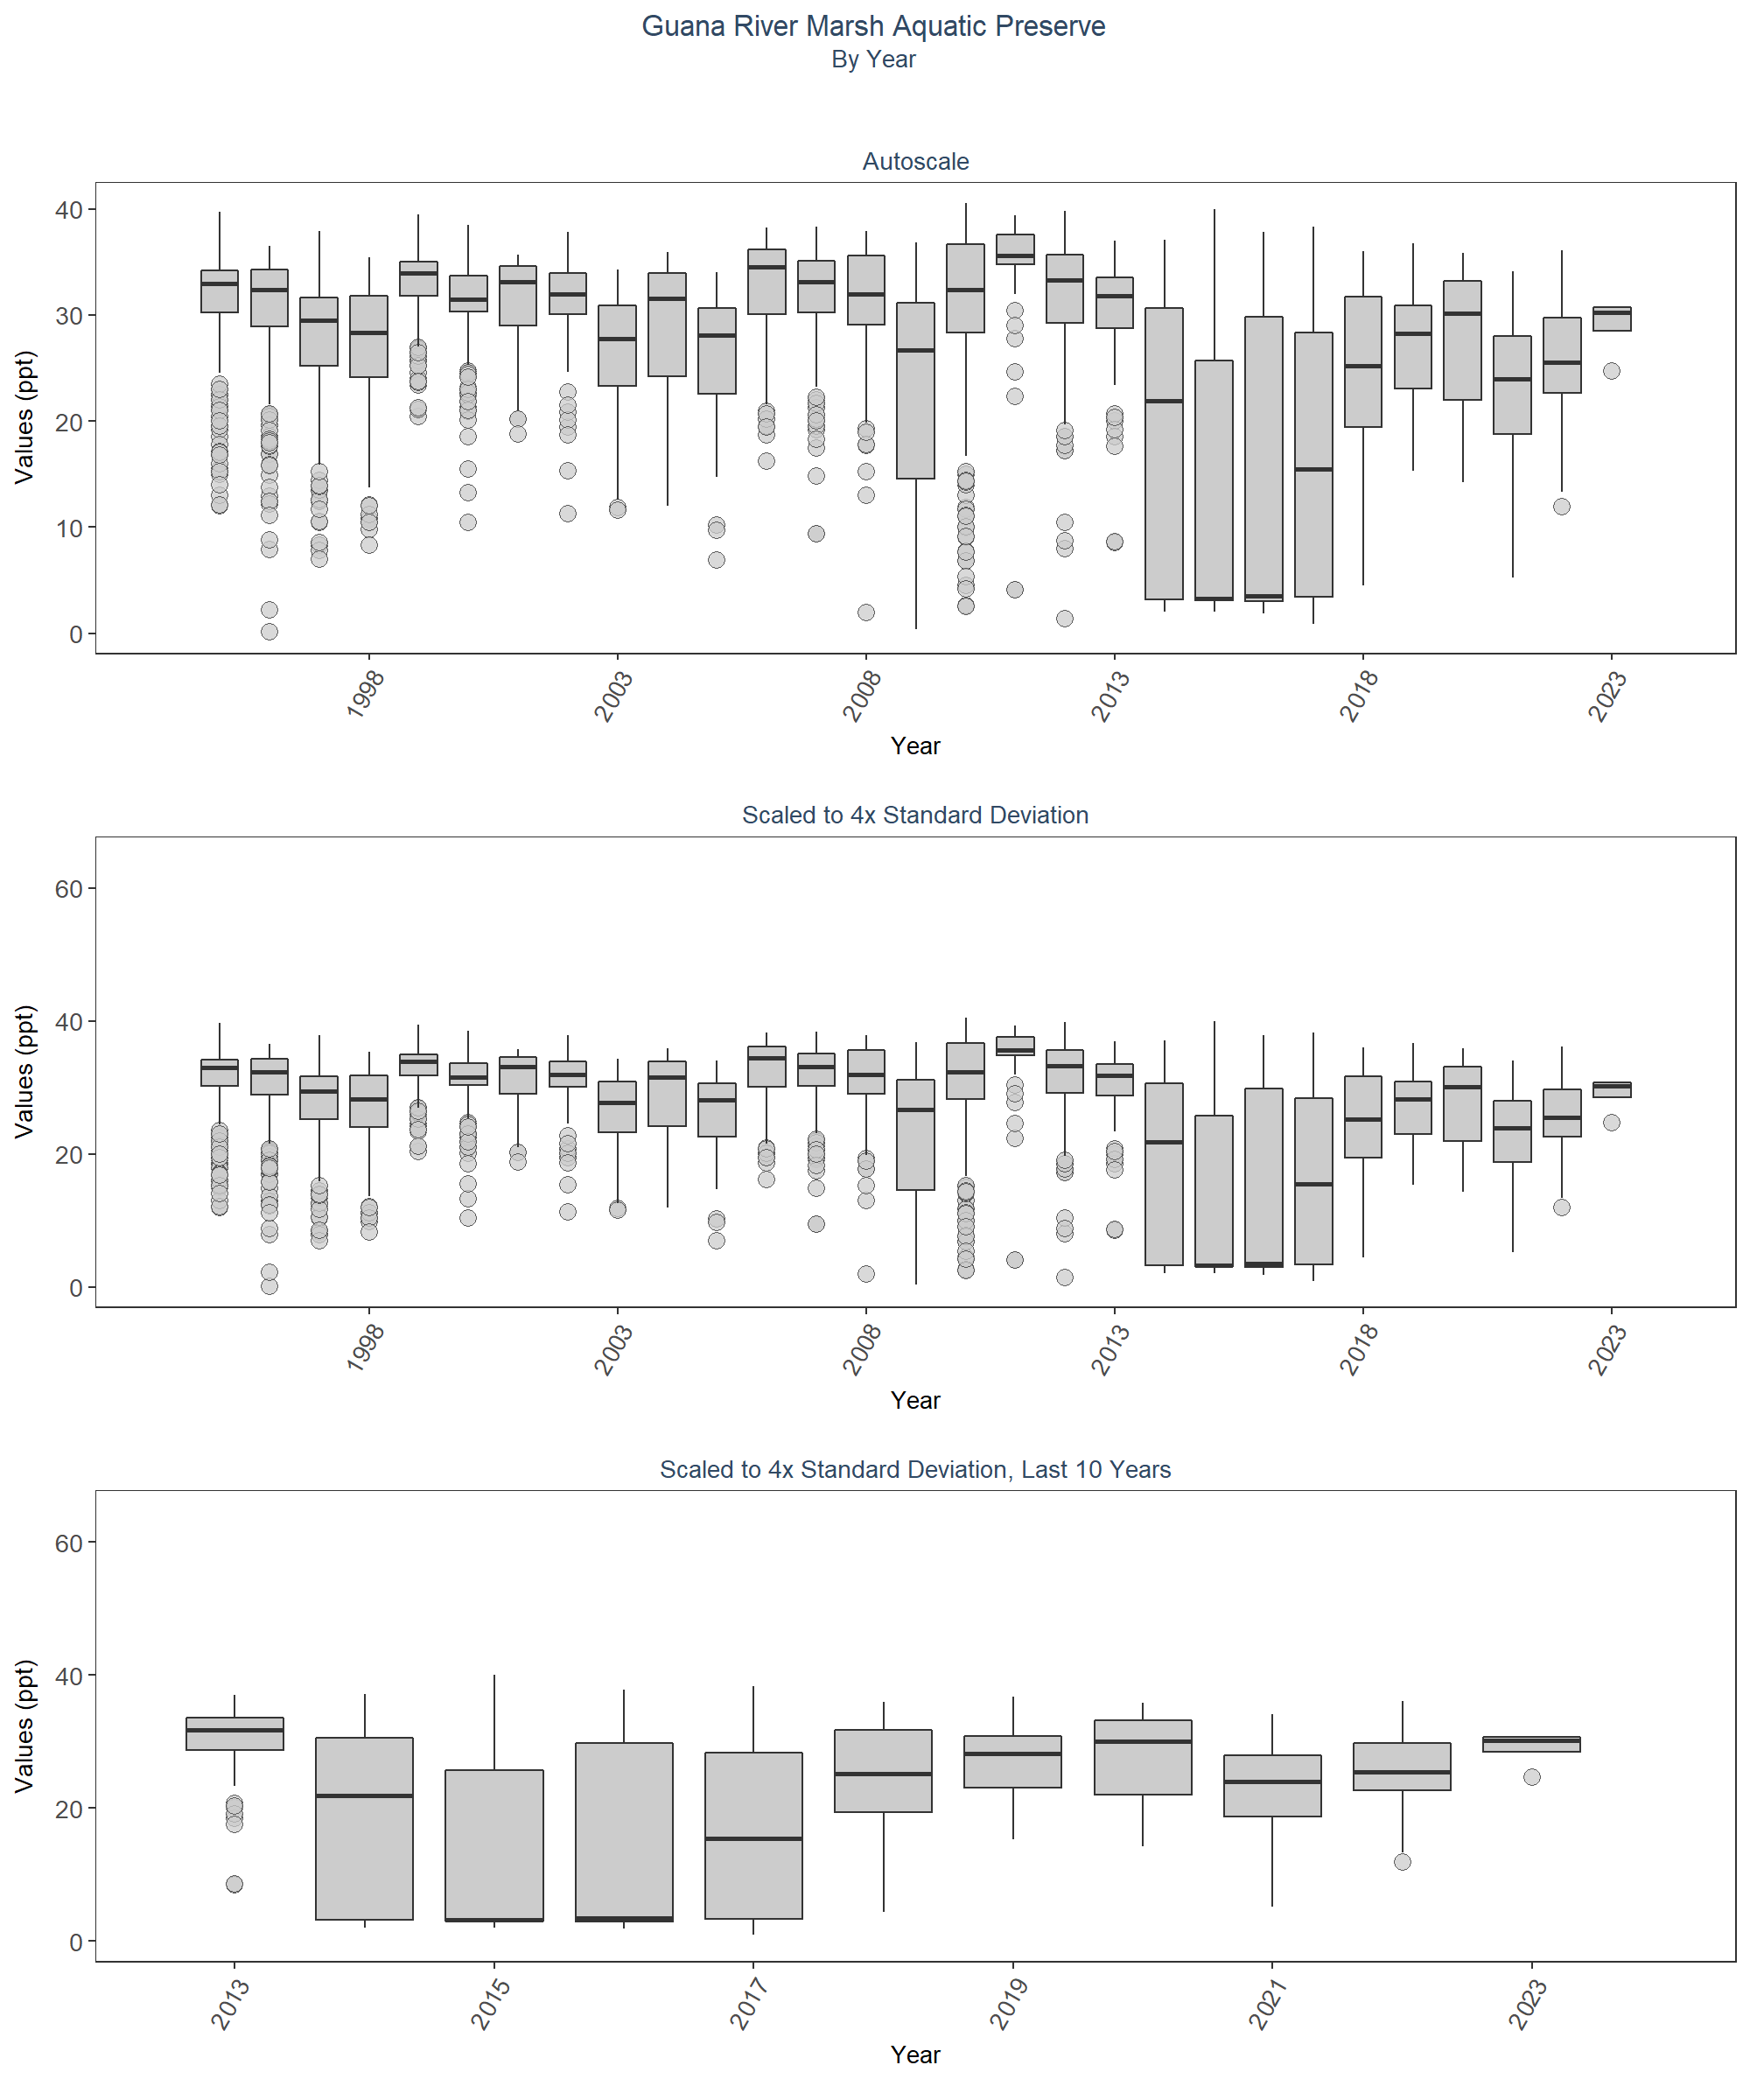 Guana River Marsh Aquatic Preserve
By Year
Autoscale
Values (ppt)
40
30
20
10
0
1998 2003 2008 2013 2018 2023
Year
Scaled to 4x Standard Deviation
Values (ppt)
60
40
20
0
1998 2003 2008 2013 2018 2023
Year
Scaled to 4x Standard Deviation, Last 10 Years
Values (ppt)
60
40
20
0
2013 2015 2017 2019 2021 2023
Year